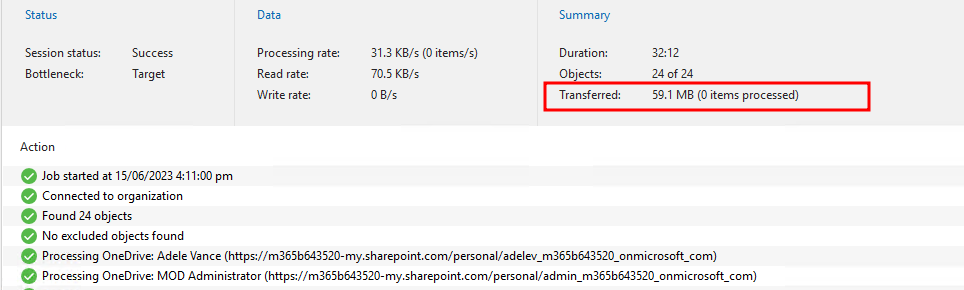 Status Data Summary
Session status: Success Processing rate: 31.3 KB/s (0 items/s) Duration: 32:12
Bottleneck: Target Read rate: 70.5 KB/s Objects: 24 of 24
Write rate: 0 B/s Transferred: 59.1 MB (0 items processed)
Action
Job started at 15/06/2023 4:11:00 pm
Connected to organization
Found 24 objects
No excluded objects found
Processing OneDrive: Adele Vance (https://m365b643520-my.sharepoint.com/personal/adelev_m365b643520_onmicrosoft_com)
Processing OneDrive: MOD Administrator (https://m365b643520-my.sharepoint.com/personal/admin_m365b643520_onmicrosoft_com)